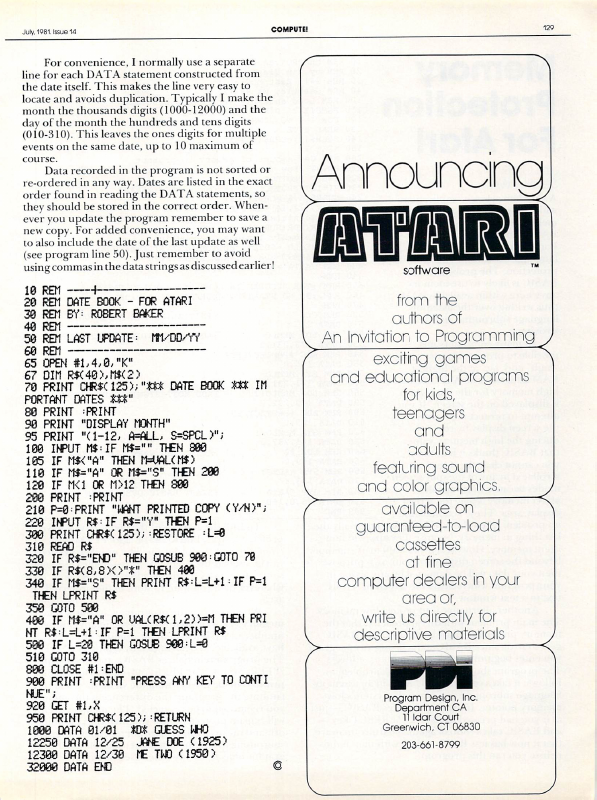 July, 1981. Issue 14
COMPUTE!
129
For convenience, I normally use a separate
line for each DATA statement constructed from
the date itself. This makes the line very easy to
locate and avoids duplication. Typically I make the
month the thousands digits (1000-12000) and the
day of the month the hundreds and tens digits
(010-310). This leaves the ones digits for multiple
events on the same date, up to 10 maximum of
course.
Data recorded in the program is not sorted or
re-ordered in any way. Dates are listed in the exact
order found in reading the DATA statements, so
they should be stored in the correct order. When-
ever you update the program remember to save a
new copy. For added convenience, you may want
to also include the date of the last update as well
(see program line 50). Just remember to avoid
using commas in the data strings as discussed earlier!
10 REM ----+------------------
20 REM DATE BOOK - FOR ATARI
30 REM BY: ROBERT BAKER
40 REM -----------------------
50 REM LAST UPDATE:  MM/DD/YY
60 REM -----------------------
65 OPEN #1,4,0,"K"
67 DIM R$(40),M$(2)
70 PRINT CHR$(125);"*** DATE BOOK *** IM
PORTANT DATES ***"
80 PRINT :PRINT
90 PRINT "DISPLAY MONTH"
95 PRINT "(1-12, A=ALL, S=SPCL)";
100 INPUT M$:IF M$="" THEN 800
105 IF M$<"A" THEN M=VAL(M$)
110 IF M$="A" OR M$="S" THEN 200
120 IF M<1 OR M>12 THEN 800
200 PRINT :PRINT
210 P=0:PRINT "WANT PRINTED COPY (Y/N)";
220 INPUT R$:IF R$="Y" THEN P=1
300 PRINT CHR$(125);:RESTORE :L=0
310 READ R$
320 IF R$="END" THEN GOSUB 900:GOTO 70
330 IF R$(8,8)<>"*" THEN 400
340 IF M$="S" THEN PRINT R$:L=L+1:IF P=1
THEN LPRINT R$
350 GOTO 500
400 IF M$="A" OR VAL(R$(1,2))=M THEN PRI
NT R$:L=L+1:IF P=1 THEN LPRINT R$
500 IF L=20 THEN GOSUB 900:L=0
510 GOTO 310
800 CLOSE #1:END
900 PRINT :PRINT "PRESS ANY KEY TO CONTI
NUE";
920 GET #1,X
950 PRINT CHR$(125);:RETURN
1000 DATA 01/01  *D* GUESS WHO
12250 DATA 12/25  JANE DOE (1925)
12300 DATA 12/30  ME TWO (1950)
32000 DATA END
©
Announcing
ATARI
software
™
from the
authors of
An Invitation to Programming
exciting games
and educational programs
for kids,
teenagers
and
adults
featuring sound
and color graphics.
available on
guaranteed-to-load
cassettes
at fine
computer dealers in your
area or,
write us directly for
descriptive materials
PDI
Program Design, Inc.
Department CA
11 Idar Court
Greenwich, CT 06830
203-661-8799